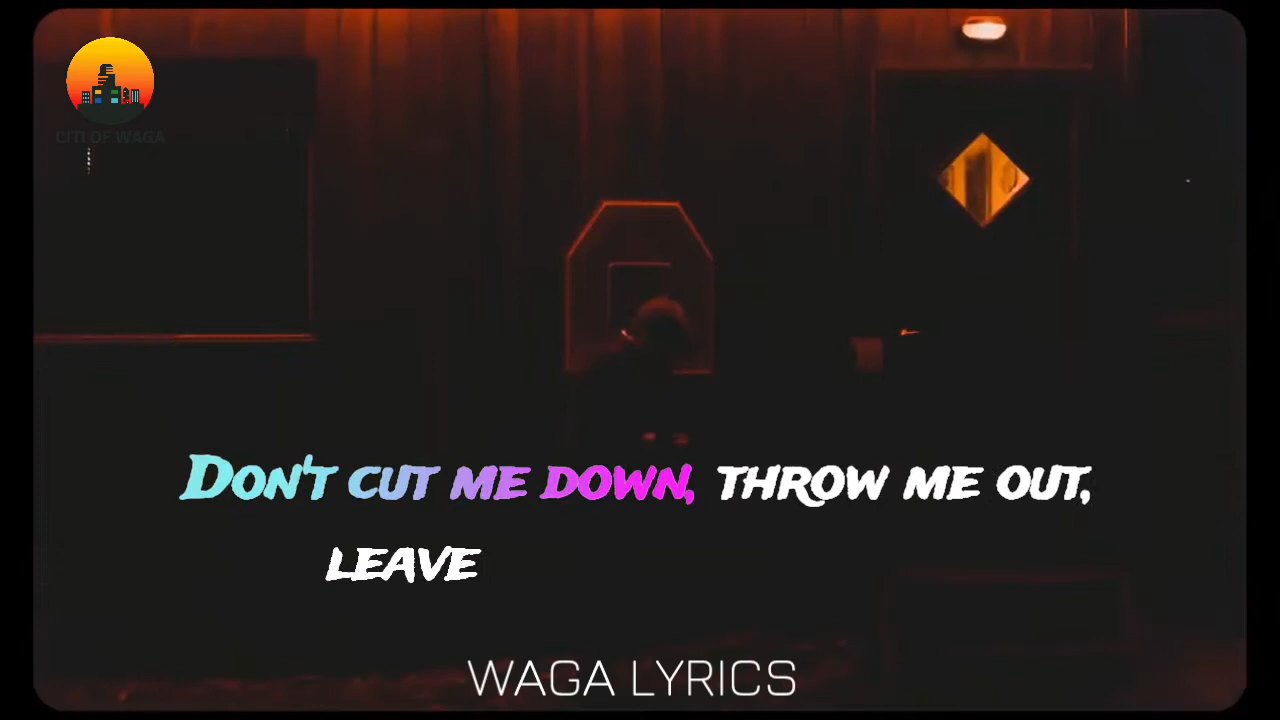 CITI OF WAGA
DON'T CUT ME DOWN, THROW ME OUT,
LEAVE
WAGA LYRICS